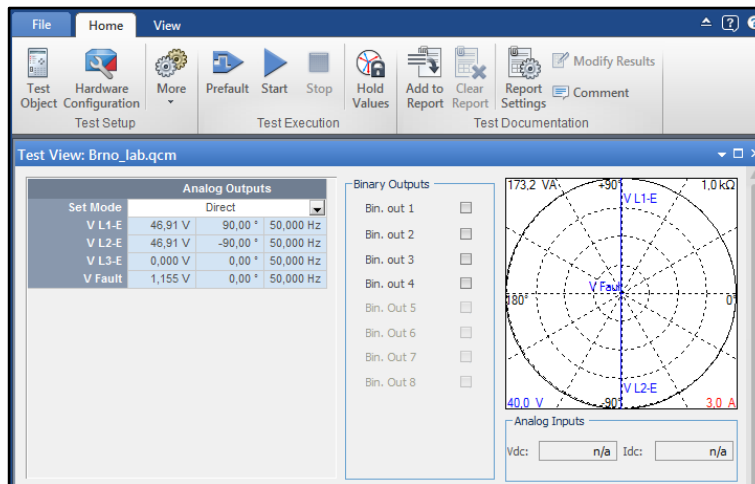 File Home View
Test Object
Hardware Configuration
More
Test Setup
Prefault
Start
Stop
Test Execution
Hold Values
Add to Report
Clear Report
Report Settings
Modify Results
Comment
Test Documentation
Test View: Brno_lab.qcm
Analog Outputs
Set Mode Direct
V L1-E 46,91 V 90,00 ° 50,000 Hz
V L2-E 46,91 V -90,00 ° 50,000 Hz
V L3-E 0,000 V 0,00 ° 50,000 Hz
V Fault 1,155 V 0,00 ° 50,000 Hz
Binary Outputs
Bin. out 1
Bin. out 2
Bin. out 3
Bin. out 4
Bin. Out 5
Bin. Out 6
Bin. Out 7
Bin. Out 8
173,2 VA +90° 1,0 kΩ
V L1-E
V Fault
180° 0°
V L2-E
40,0 V -90° 3,0 A
Analog Inputs
Vdc: n/a Idc: n/a